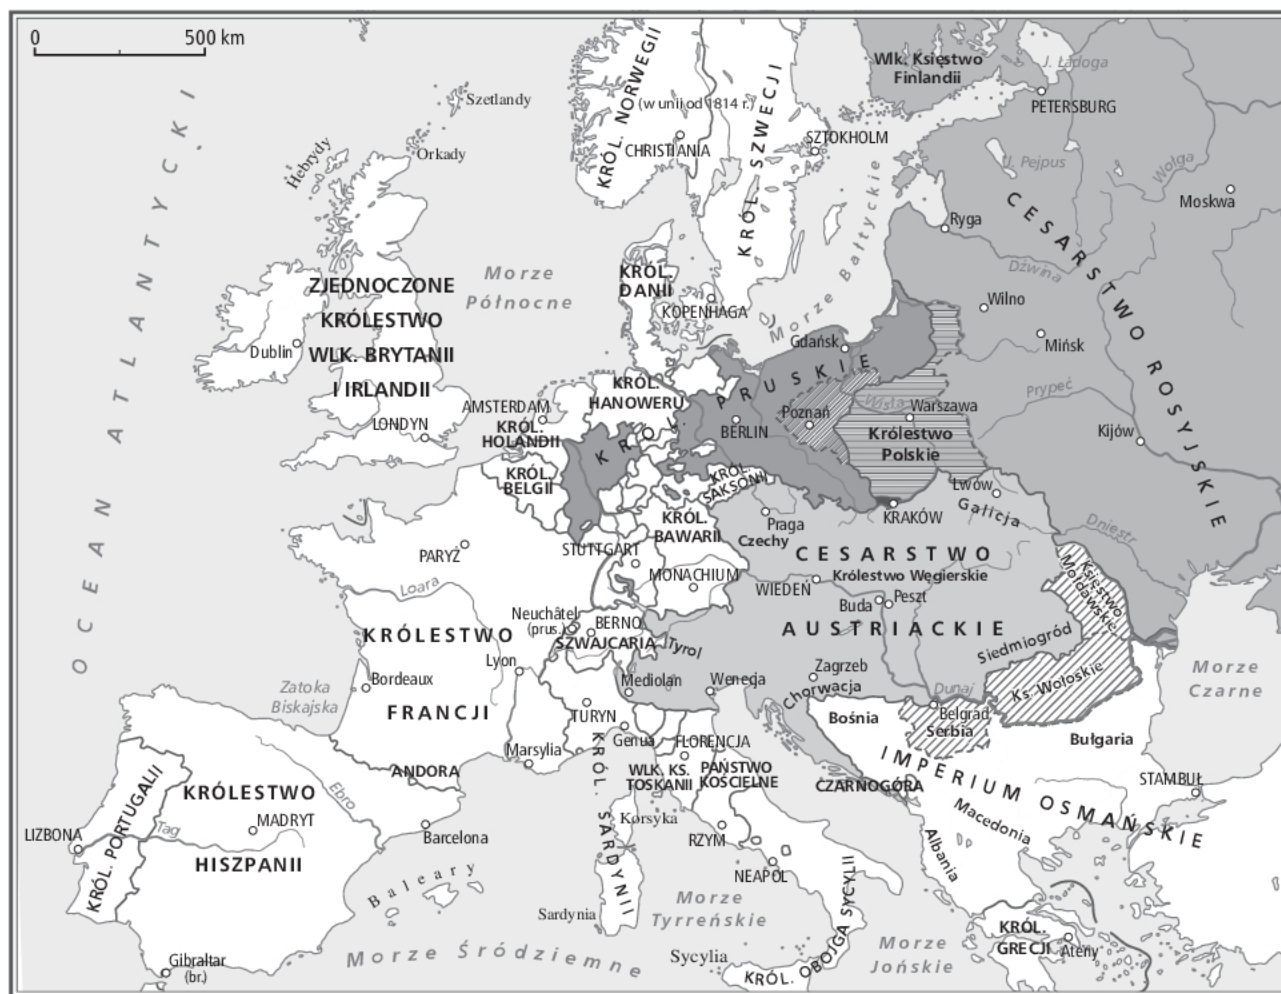 0 500 km
OCEAN ATLANTYCKI
Szetlandy
Orkady
Hebrydy
KRÓL. NORWEGII
(w unii od 1814 r.)
CHRISTIANIA
KRÓL. SZWECJI
SZTOKHOLM
Wlk. Księstwo
Finlandii
J. Ładoga
PETERSBURG
J. Pejpus
Wołga
Moskwa
CESARSTWO ROSYJSKIE
Ryga
Dźwina
Wilno
Mińsk
Prypeć
Kijów
Dniestr
Morze Bałtyckie
Morze
Północne
KRÓL.
DANII
KOPENHAGA
ZJEDNOCZONE
KRÓLESTWO
WLK. BRYTANII
I IRLANDII
Dublin
LONDYN
AMSTERDAM
KRÓL.
HOLANDII
KRÓL.
BELGII
KRÓL.
HANOWERU
KRÓL. PRUSKIE
Gdańsk
Poznań
BERLIN
Wisła
Warszawa
Królestwo
Polskie
KRÓL.
SAKSONII
KRAKÓW
Lwów
Galicja
Praga
Czechy
KRÓL.
BAWARII
STUTTGART
MONACHIUM
CESARSTWO
AUSTRIACKIE
WIEDEŃ
Królestwo Węgierskie
Buda
Peszt
Siedmiogród
Księstwo
Mołdawskie
Ks. Wołoskie
PARYŻ
Loara
KRÓLESTWO
FRANCJI
Neuchâtel
(prus.)
BERNO
SZWAJCARIA
Tyrol
Lyon
Bordeaux
Zatoka
Biskajska
Marsylia
Mediolan
Wenecja
Zagrzeb
Chorwacja
Dunaj
Belgrad
Serbia
Bośnia
Bułgaria
Morze
Czarne
TURYN
Genua
FLORENCJA
WLK. KS.
TOSKANII
PAŃSTWO
KOŚCIELNE
CZARNOGÓRA
IMPERIUM OSMAŃSKIE
STAMBUŁ
Macedonia
Albania
ANDORA
KRÓLESTWO
HISZPANII
Ebro
MADRYT
Tag
Barcelona
KRÓL. PORTUGALII
LIZBONA
Gibraltar
(br.)
Baleary
Korsyka
KRÓL. SARDYNII
Sardynia
RZYM
NEAPOL
Morze
Tyrreńskie
Sycylia
KRÓL. OBOJGA SYCYLII
Morze
Jońskie
KRÓL.
GRECJI
Ateny
Morze Śródziemne